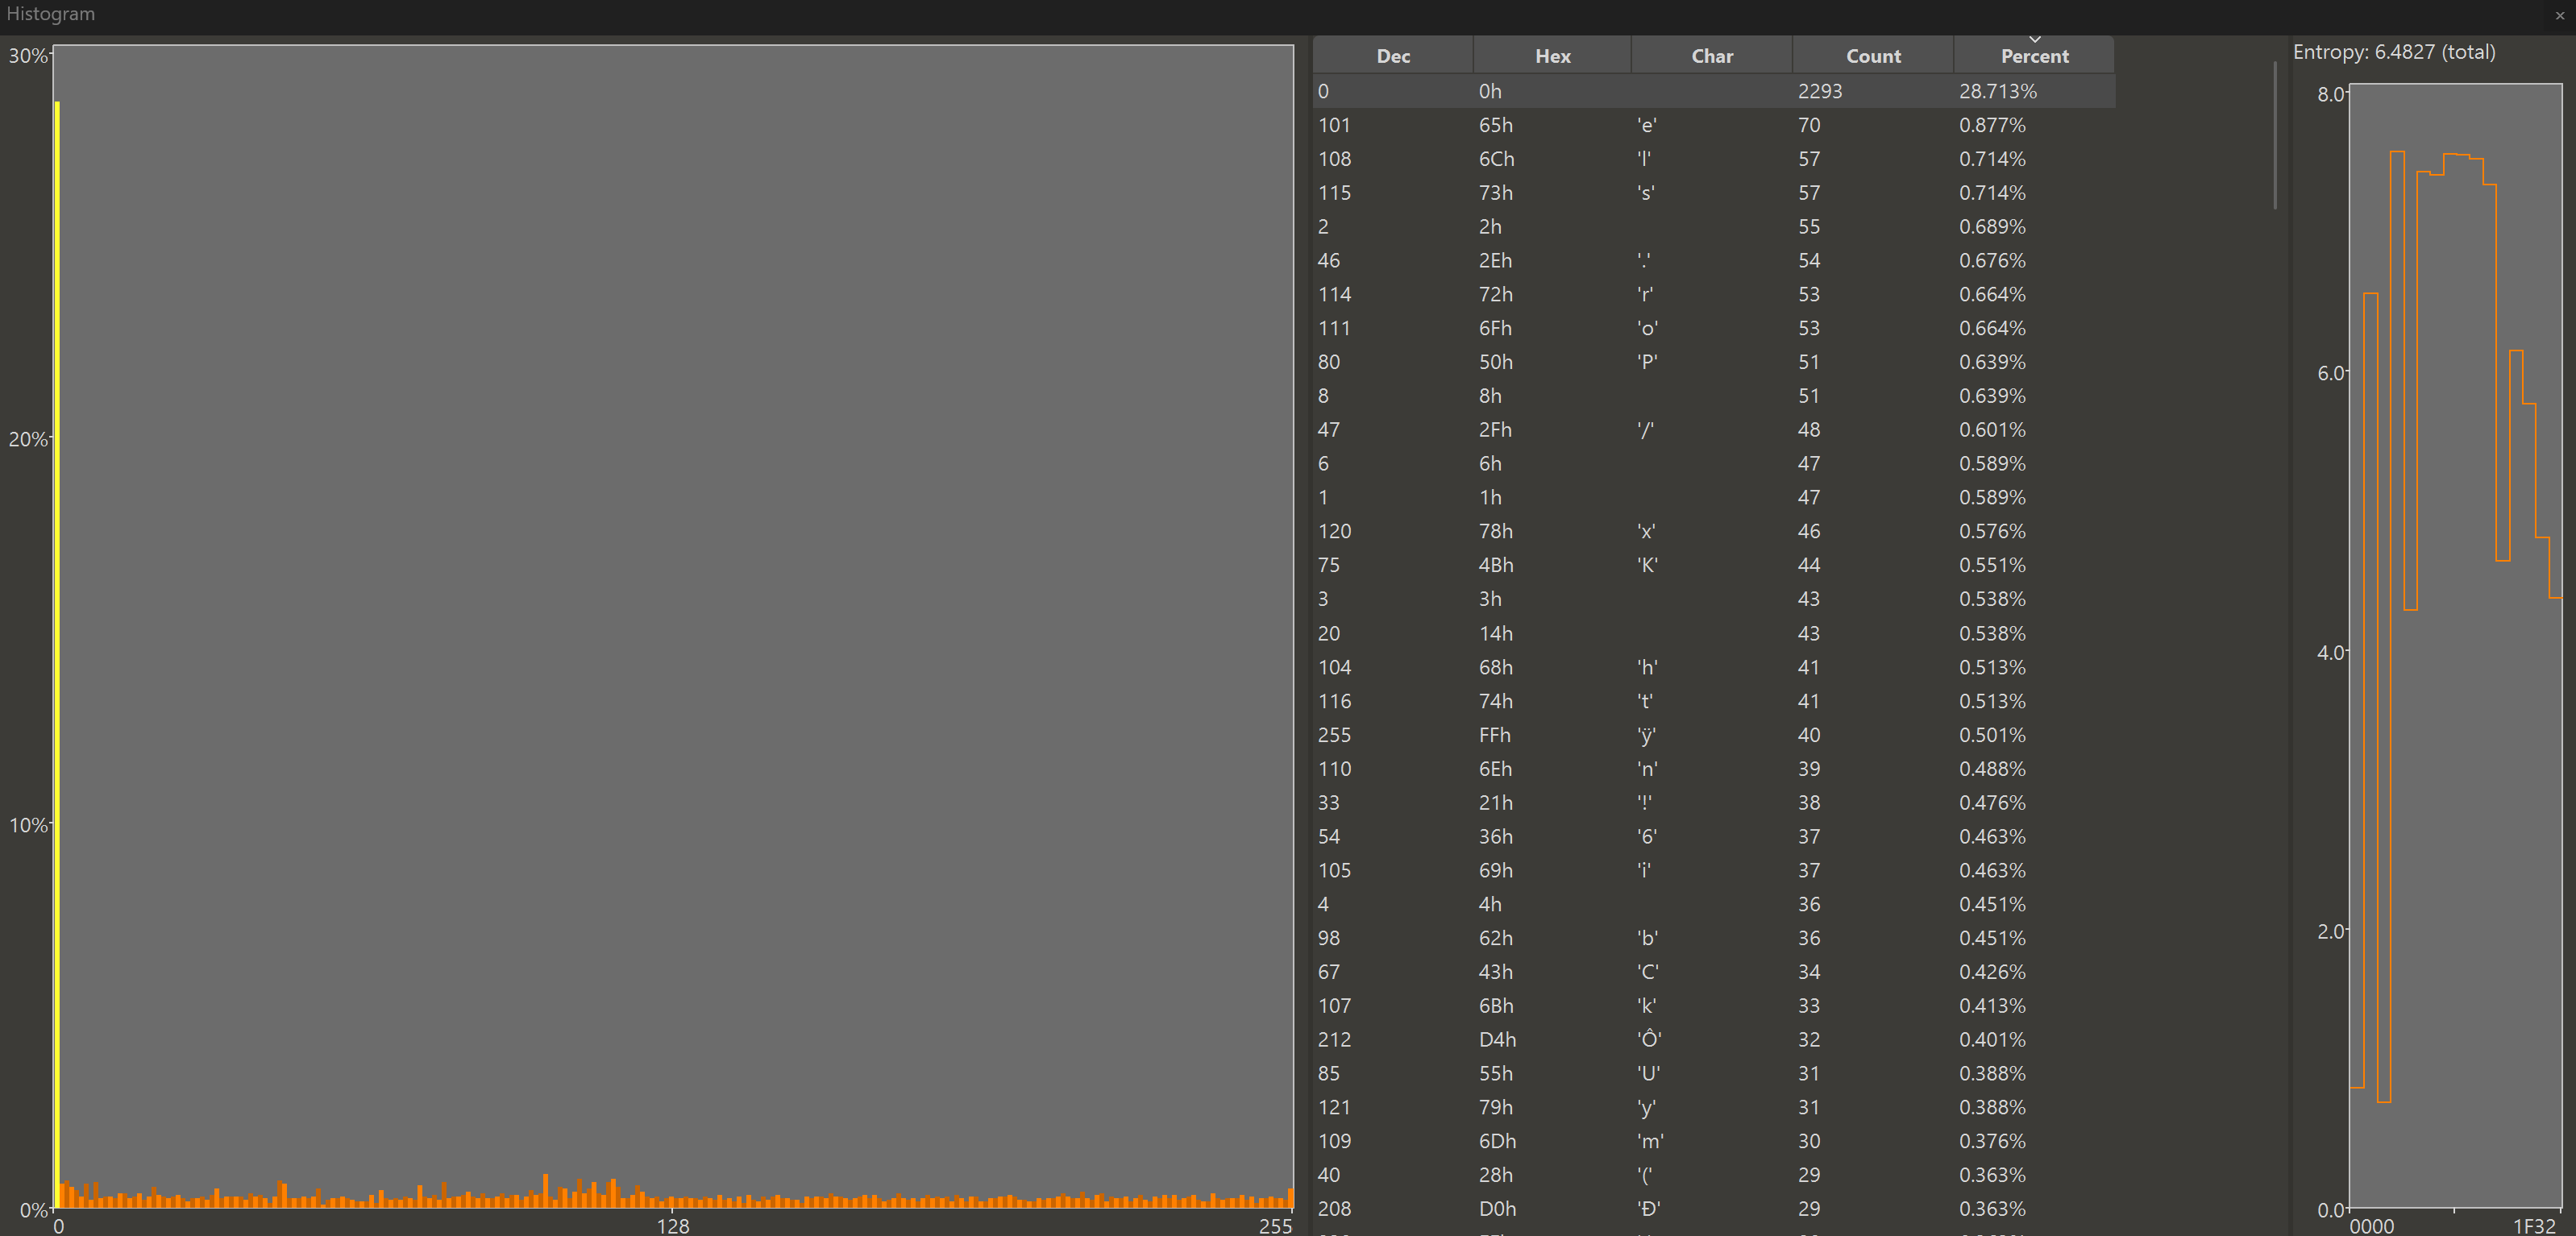 Histogram
×
30%
20%
10%
0%
0
128
255
Dec Hex Char Count Percent
0 0h 2293 28.713%
101 65h 'e' 70 0.877%
108 6Ch 'l' 57 0.714%
115 73h 's' 57 0.714%
2 2h 55 0.689%
46 2Eh '.' 54 0.676%
114 72h 'r' 53 0.664%
111 6Fh 'o' 53 0.664%
80 50h 'P' 51 0.639%
8 8h 51 0.639%
47 2Fh '/' 48 0.601%
6 6h 47 0.589%
1 1h 47 0.589%
120 78h 'x' 46 0.576%
75 4Bh 'K' 44 0.551%
3 3h 43 0.538%
20 14h 43 0.538%
104 68h 'h' 41 0.513%
116 74h 't' 41 0.513%
255 FFh 'ÿ' 40 0.501%
110 6Eh 'n' 39 0.488%
33 21h '!' 38 0.476%
54 36h '6' 37 0.463%
105 69h 'i' 37 0.463%
4 4h 36 0.451%
98 62h 'b' 36 0.451%
67 43h 'C' 34 0.426%
107 6Bh 'k' 33 0.413%
212 D4h 'Ô' 32 0.401%
85 55h 'U' 31 0.388%
121 79h 'y' 31 0.388%
109 6Dh 'm' 30 0.376%
40 28h '(' 29 0.363%
208 D0h 'Ð' 29 0.363%
Entropy: 6.4827 (total)
8.0
6.0
4.0
2.0
0.0
0000
1F32